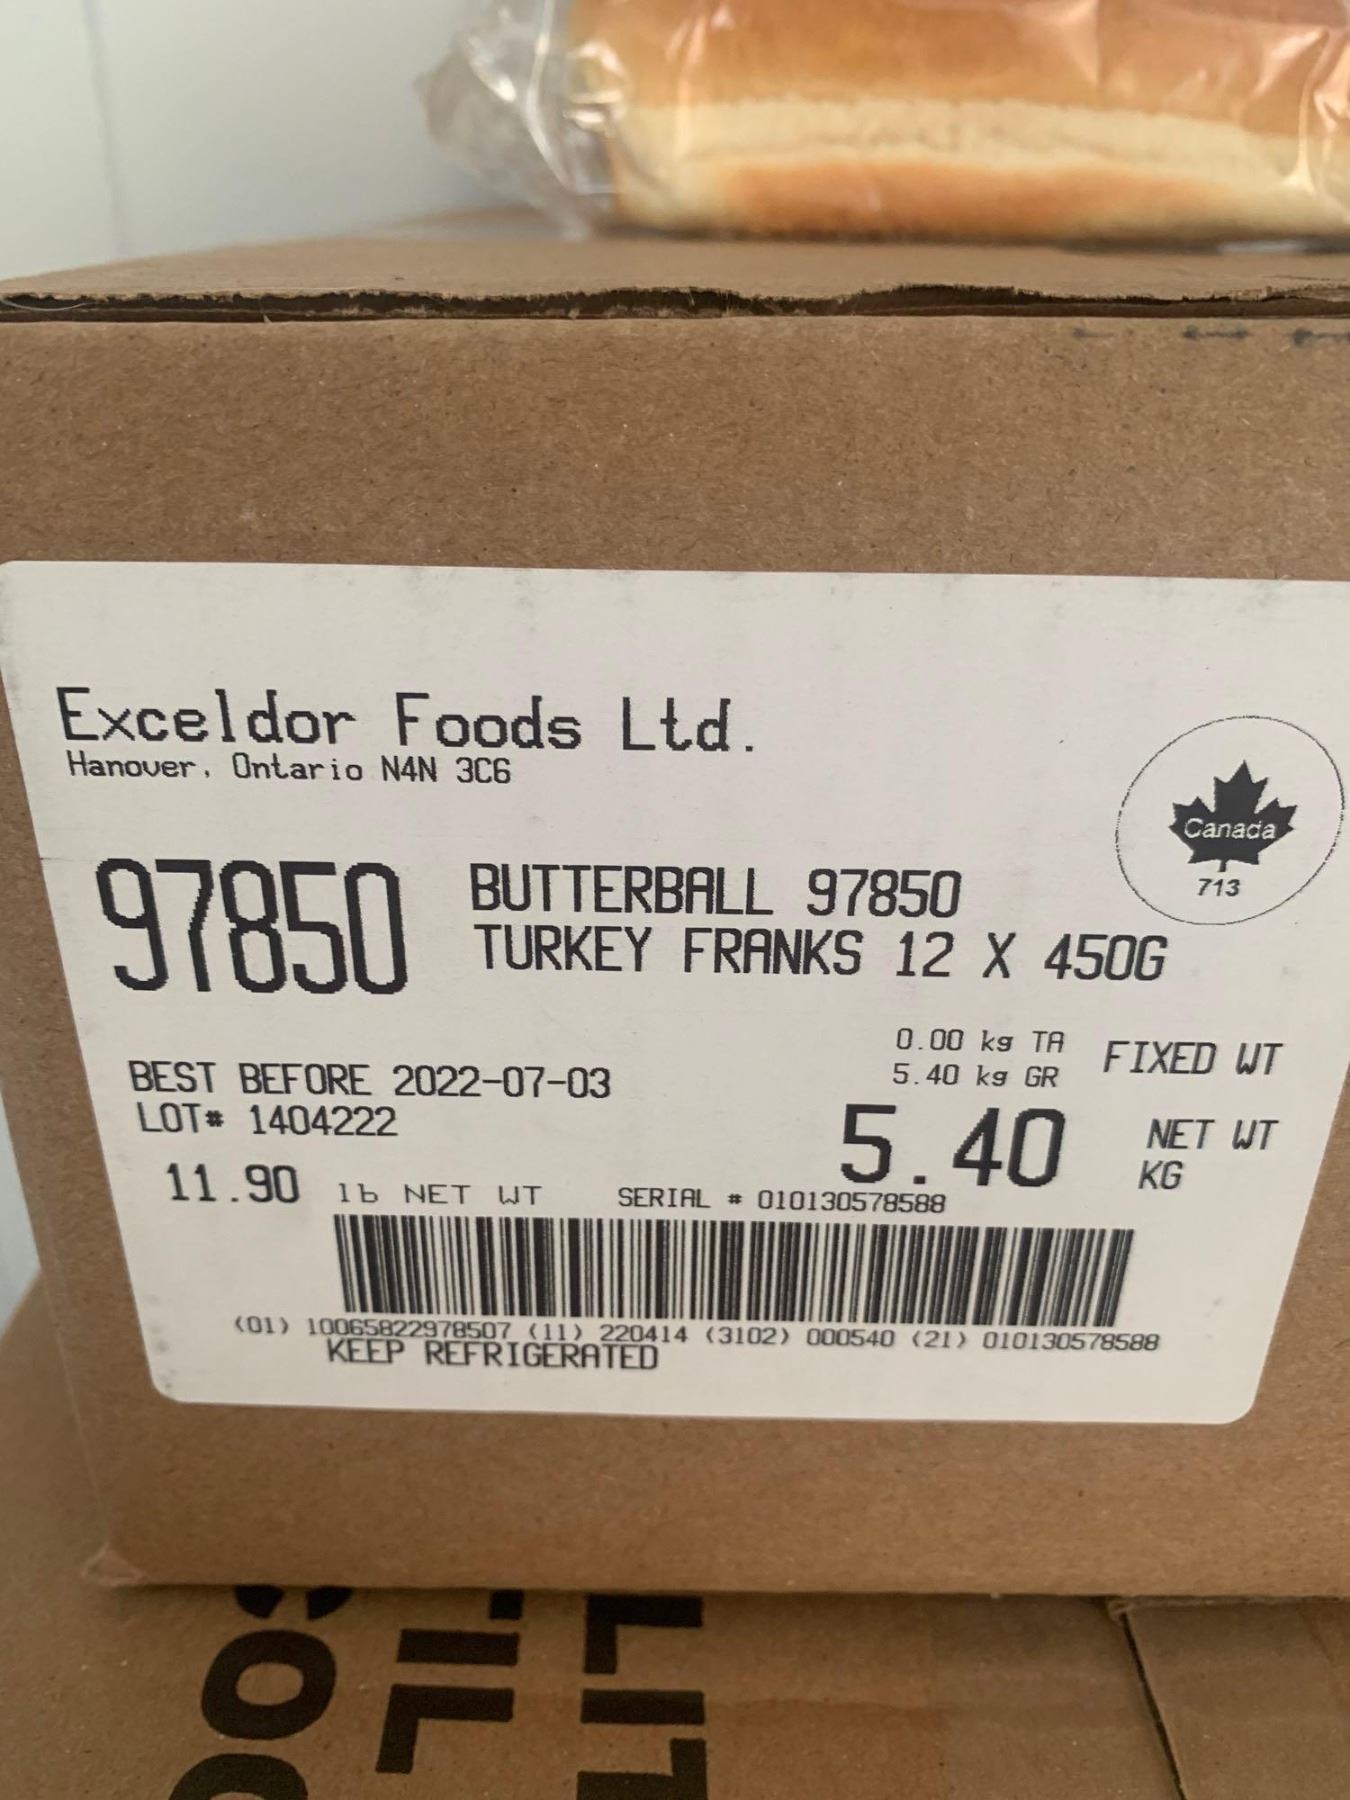 Exceldor Foods Ltd.
Hanover, Ontario N4N 3C6
Canada
713
97850
BUTTERBALL 97850
TURKEY FRANKS 12 X 450G
0.00 kg TA
5.40 kg GR
FIXED WT
BEST BEFORE 2022-07-03
LOT# 1404222
5.40
NET WT
KG
11.90 lb NET WT
SERIAL # 010130578588
(01) 10065822978507 (11) 220414 (3102) 000540 (21) 010130578588
KEEP REFRIGERATED